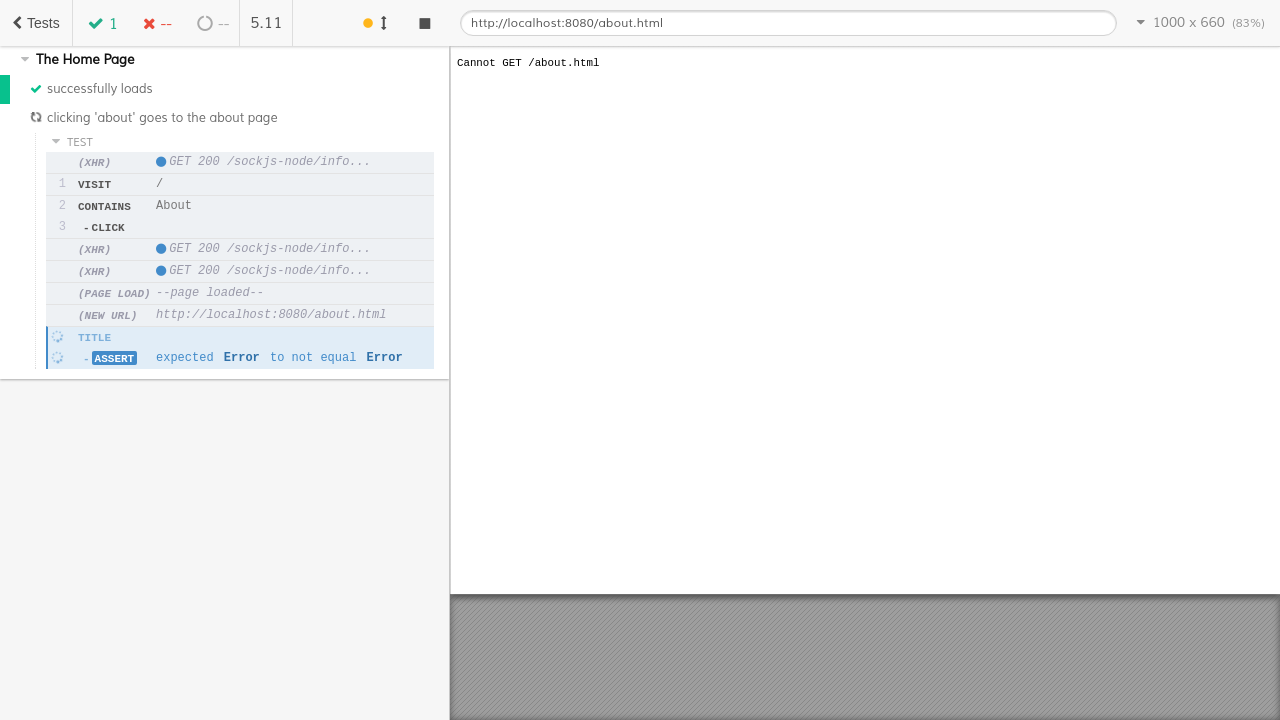 Tests 1 -- -- 5.11 http://localhost:8080/about.html 1000 x 660 (83%)
The Home Page
successfully loads
clicking 'about' goes to the about page
TEST
(XHR) GET 200 /sockjs-node/info...
1 VISIT /
2 CONTAINS About
3 - CLICK
(XHR) GET 200 /sockjs-node/info...
(XHR) GET 200 /sockjs-node/info...
(PAGE LOAD) --page loaded--
(NEW URL) http://localhost:8080/about.html
TITLE
- ASSERT expected Error to not equal Error
Cannot GET /about.html